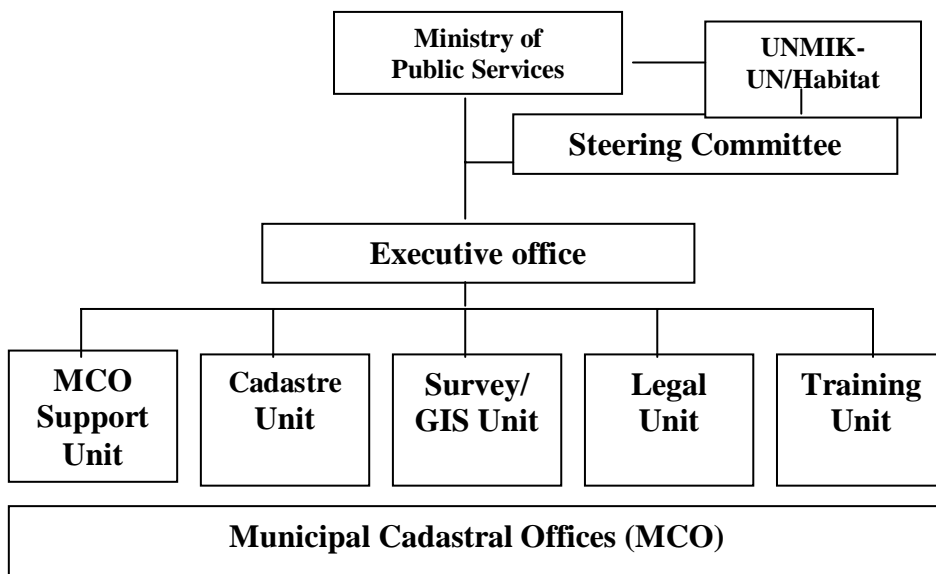 Ministry of
Public Services
UNMIK-
UN/Habitat
Steering Committee
Executive office
MCO
Support
Unit
Cadastre
Unit
Survey/
GIS Unit
Legal
Unit
Training
Unit
Municipal Cadastral Offices (MCO)